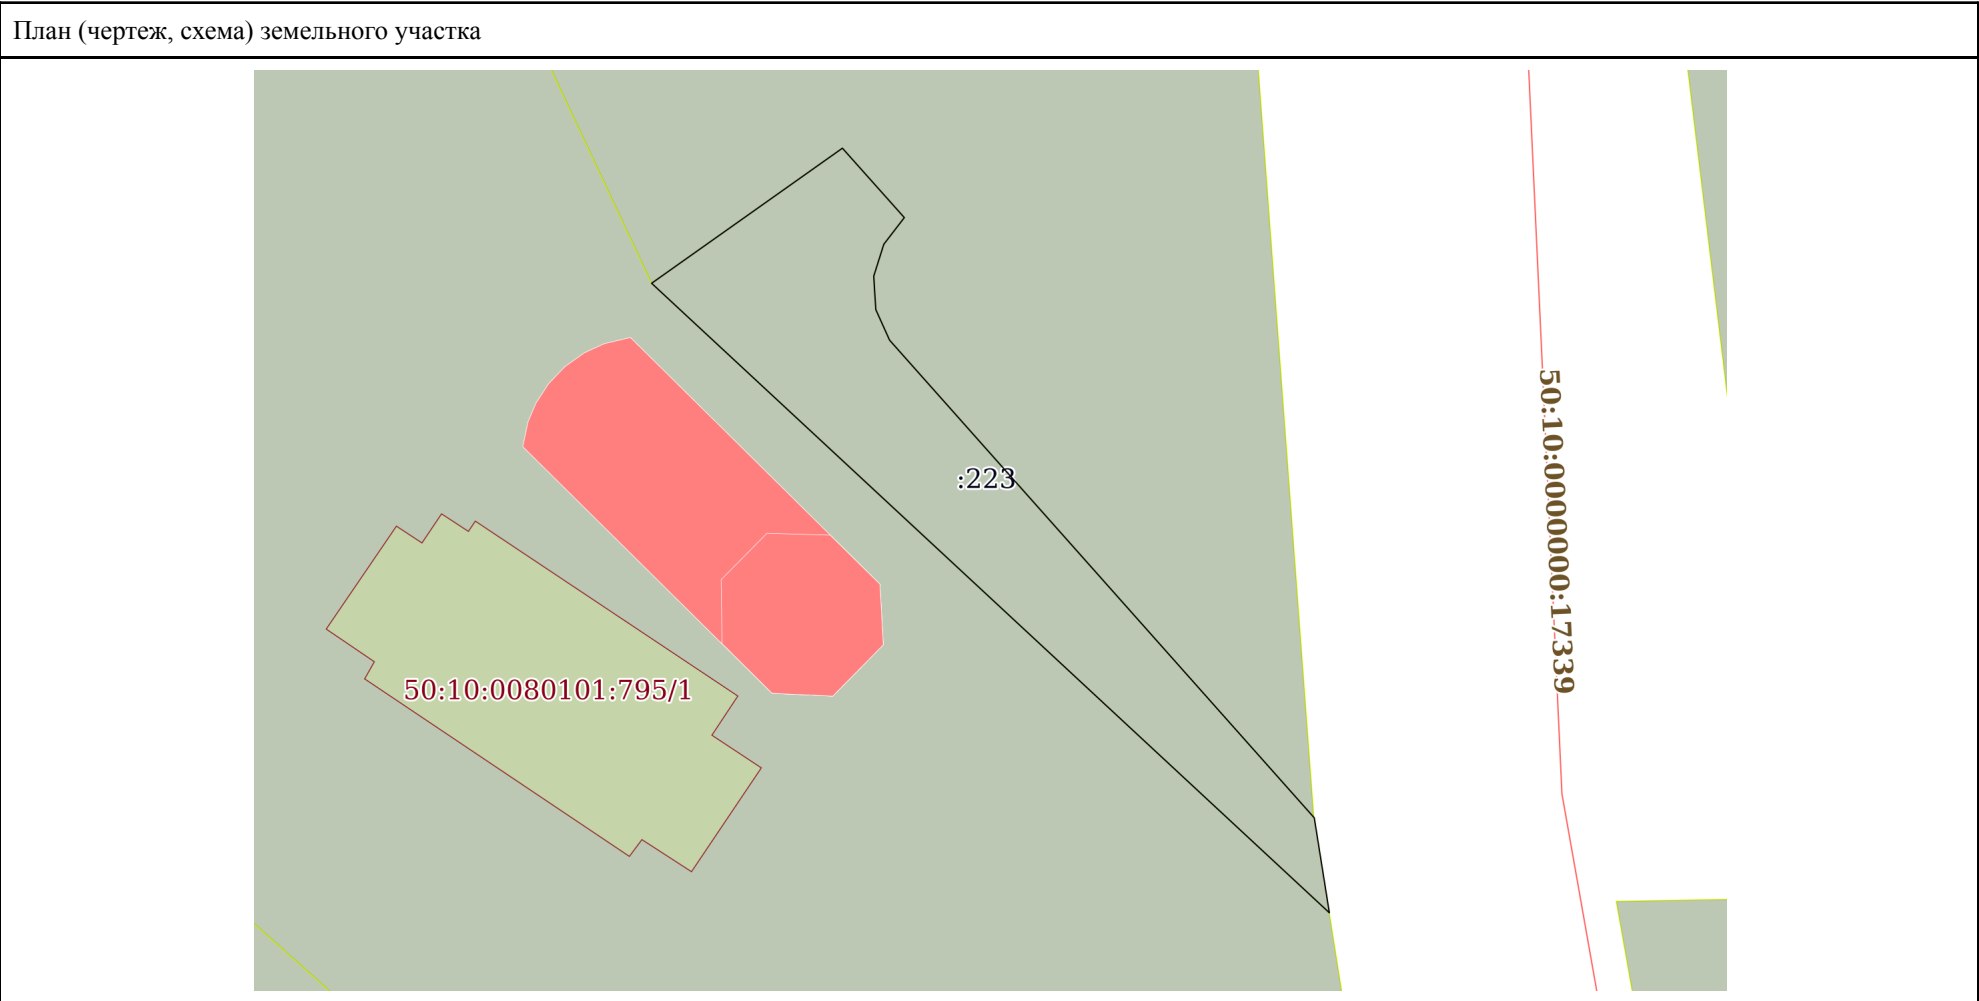 План (чертеж, схема) земельного участка
:223
50:10:0000000:17339
50:10:0080101:795/1